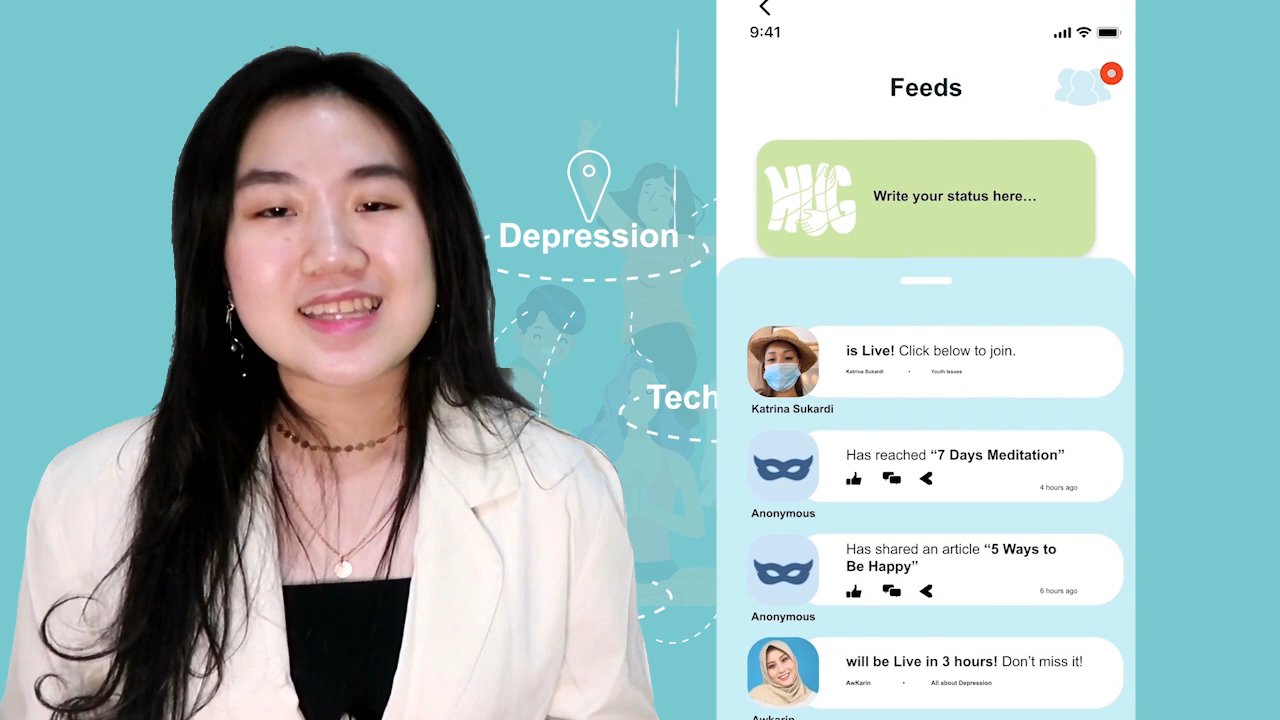 9:41
Feeds
HUG
Write your status here...
Depression
Tech
is Live! Click below to join.
Katrina Sukardi • Youth Issues
Katrina Sukardi
Has reached “7 Days Meditation”
4 hours ago
Anonymous
Has shared an article “5 Ways to
Be Happy”
6 hours ago
Anonymous
will be Live in 3 hours! Don’t miss it!
AwKarin • All about Depression
Awkarin